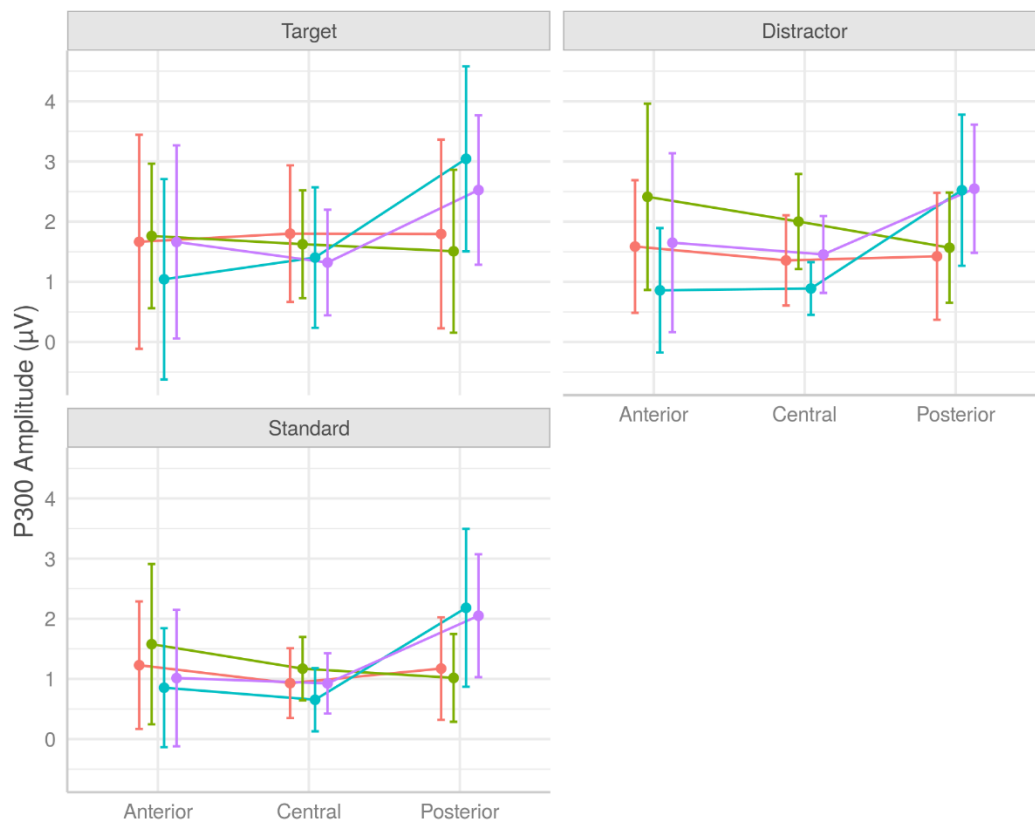 Target
Distractor
P300 Amplitude (µV)
4
3
2
1
0
Anterior
Central
Posterior
Standard
4
3
2
1
0
Anterior
Central
Posterior